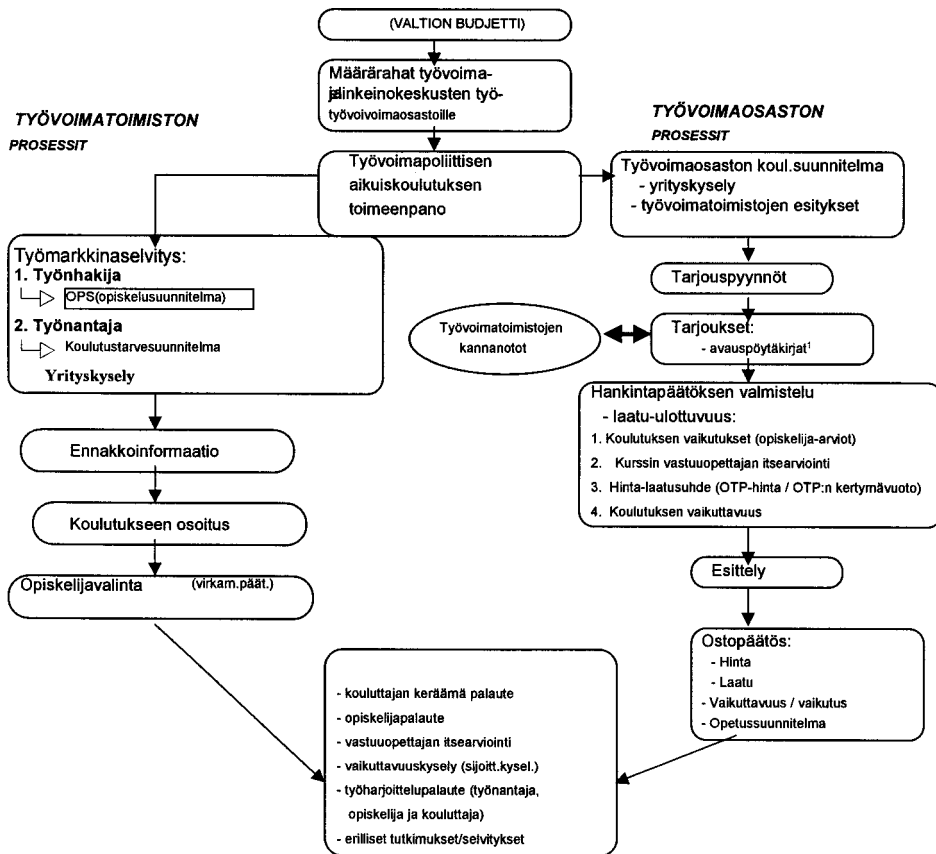 (VALTION BUDJETTI)
Määrärahat työvoima-
jalinkeinokeskusten työ-
työvoivoimaosastoille
TYÖVOIMATOIMISTON
PROSESSIT
TYÖVOIMAOSASTON
PROSESSIT
Työvoimapoliittisen
aikuiskoulutuksen
toimeenpano
Työvoimaosaston koul.suunnitelma
- yrityskysely
- työvoimatoimistojen esitykset
Työmarkkinaselvitys:
1. Työnhakija
OPS(opiskelusuunnitelma)
2. Työnantaja
Koulutustarvesuunnitelma
Yrityskysely
Tarjouspyynnöt
Työvoimatoimistojen
kannanotot
Tarjoukset:
- avauspöytäkirjat¹
Hankintapäätöksen valmistelu
- laatu-ulottuvuus:
1. Koulutuksen vaikutukset (opiskelija-arviot)
2. Kurssin vastuuopettajan itsearviointi
3. Hinta-laatusuhde (OTP-hinta / OTP:n kertymävuoto)
4. Koulutuksen vaikuttavuus
Ennakkoinformaatio
Koulutukseen osoitus
Opiskelijavalinta (virkam.päät.)
Esittely
Ostopäätös:
- Hinta
- Laatu
- Vaikuttavuus / vaikutus
- Opetussuunnitelma
- kouluttajan keräämä palaute
- opiskelijapalaute
- vastuuopettajan itsearviointi
- vaikuttavuuskysely (sijoitt.kysel.)
- työharjoittelupalaute (työnantaja,
opiskelija ja kouluttaja)
- erilliset tutkimukset/selvitykset